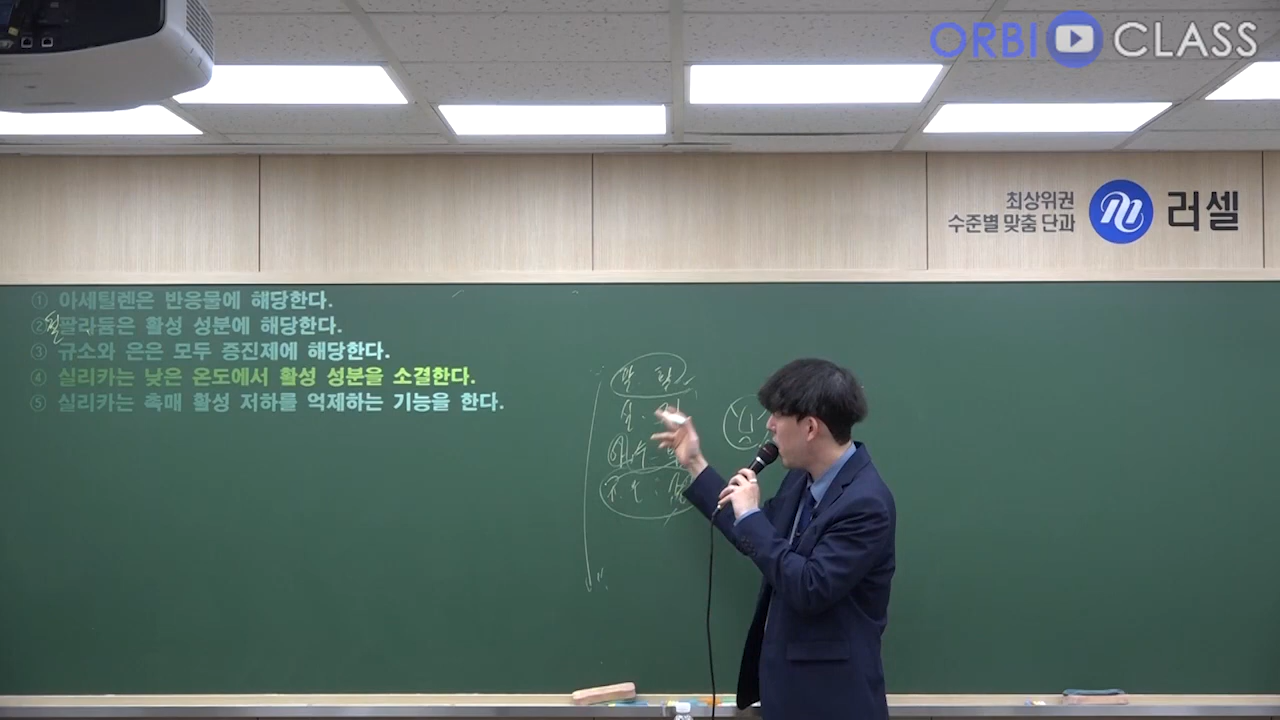 ORBI CLASS
최상위권
수준별 맞춤 단과
러셀
① 아세틸렌은 반응물에 해당한다.
② 팔라듐은 활성 성분에 해당한다.
③ 규소와 은은 모두 증진제에 해당한다.
④ 실리카는 낮은 온도에서 활성 성분을 소결한다.
⑤ 실리카는 촉매 활성 저하를 억제하는 기능을 한다.